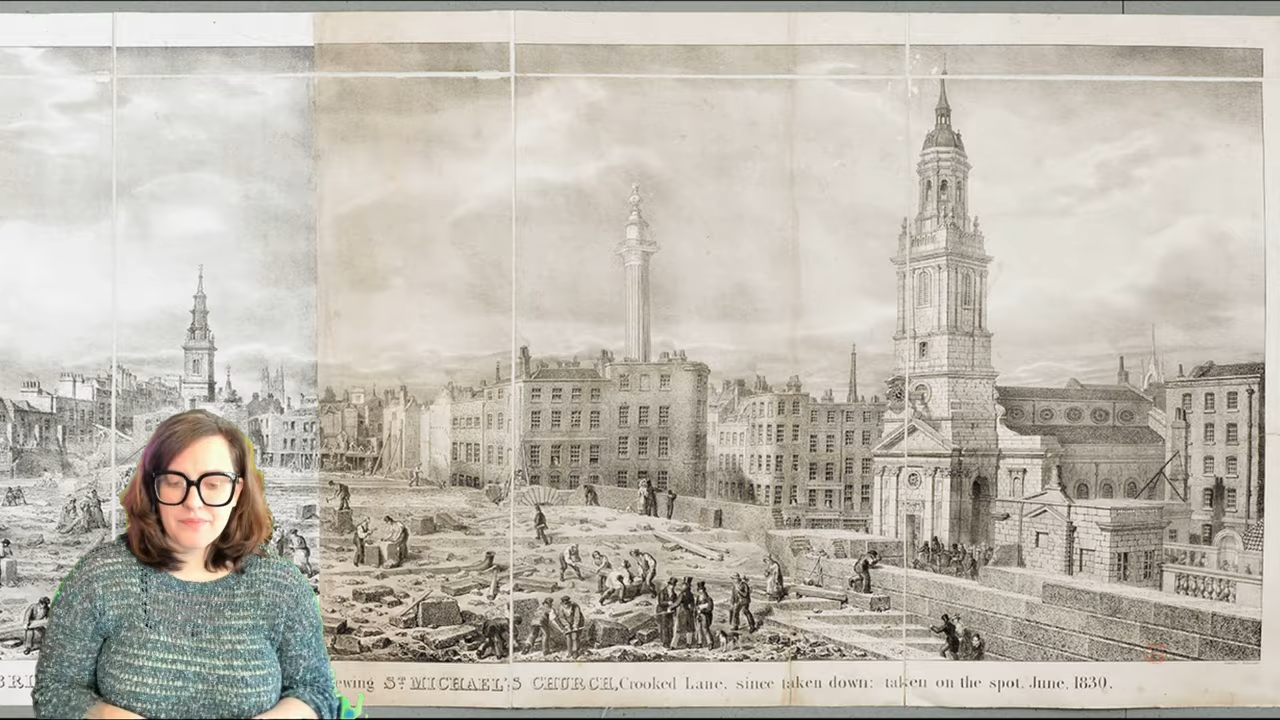 BRI ewing ST MICHAEL'S CHURCH, Crooked Lane, since taken down: taken on the spot, June, 1830.